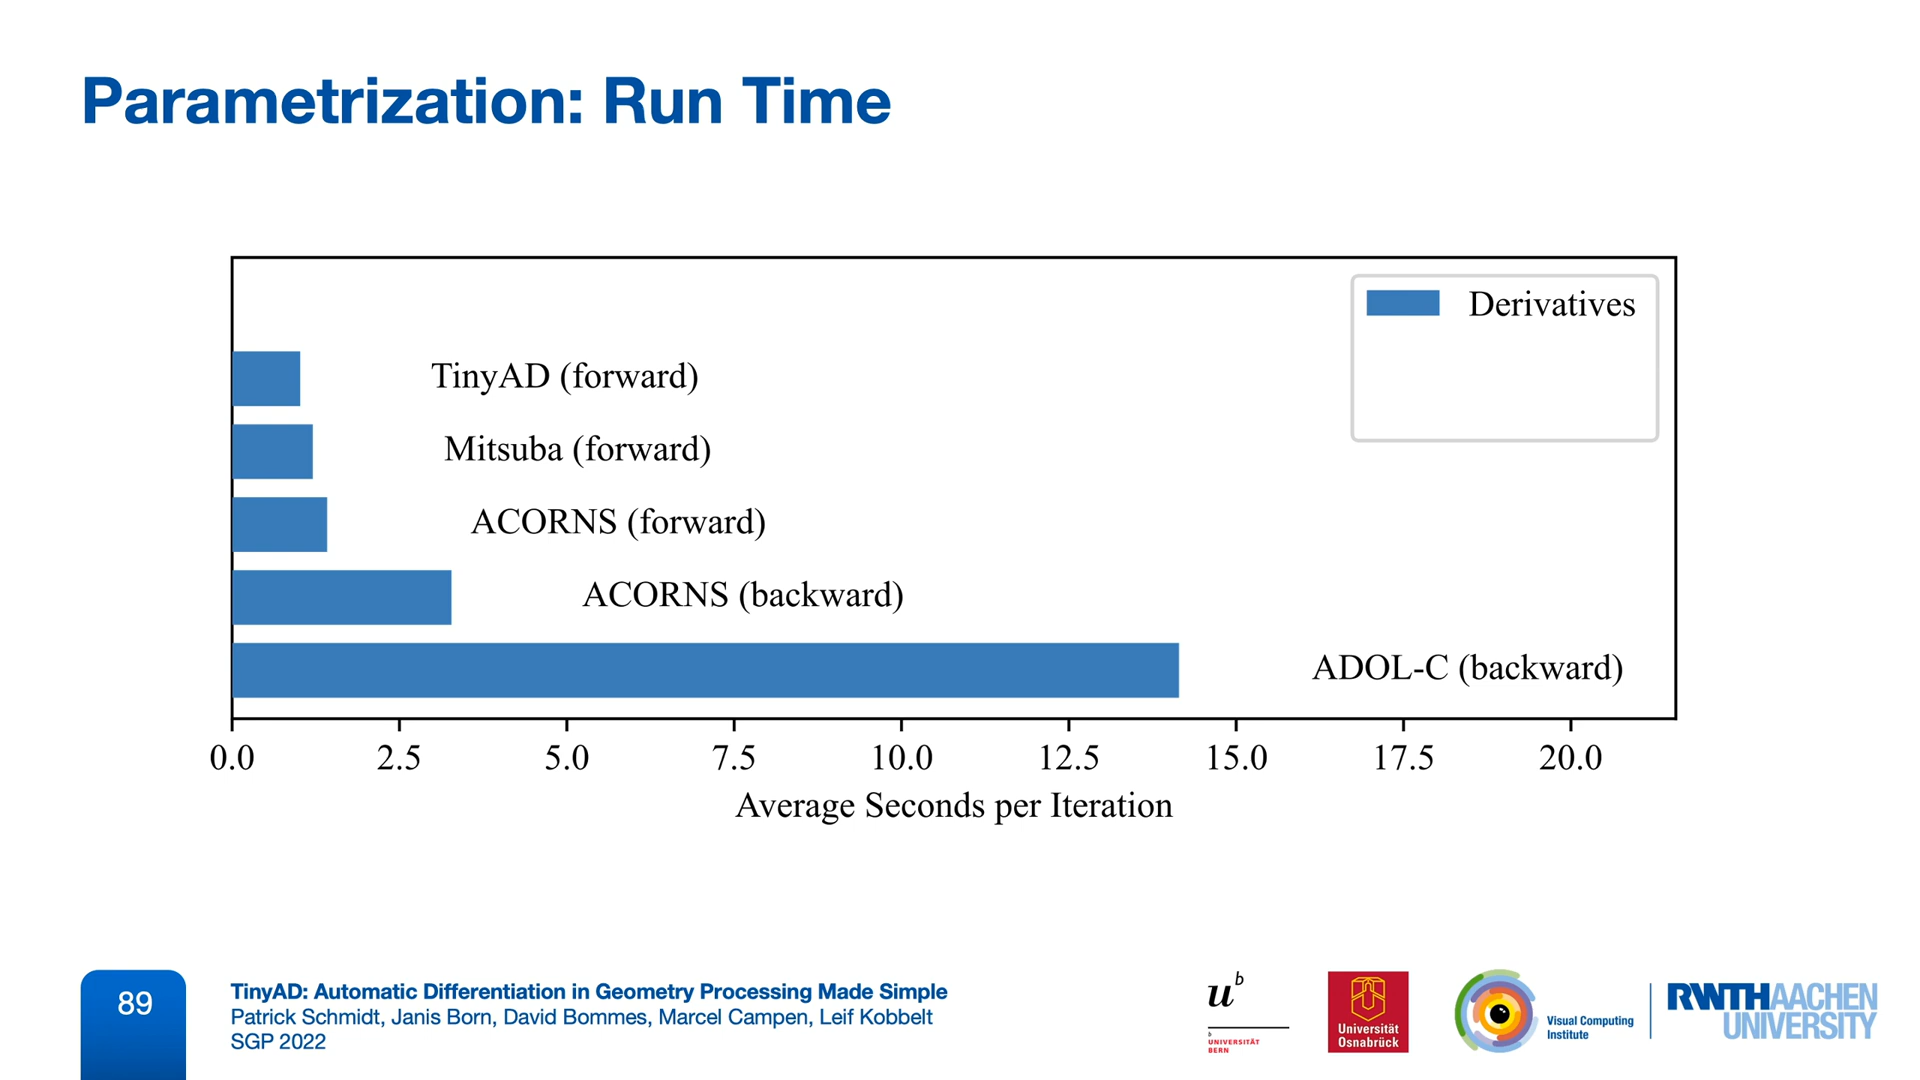 Parametrization: Run Time
Derivatives
TinyAD (forward)
Mitsuba (forward)
ACORNS (forward)
ACORNS (backward)
ADOL-C (backward)
0.0 2.5 5.0 7.5 10.0 12.5 15.0 17.5 20.0
Average Seconds per Iteration
89
TinyAD: Automatic Differentiation in Geometry Processing Made Simple
Patrick Schmidt, Janis Born, David Bommes, Marcel Campen, Leif Kobbelt
SGP 2022
u b
b
UNIVERSITÄT
BERN
Universität
Osnabrück
Visual Computing
Institute
RWTHAACHEN
UNIVERSITY